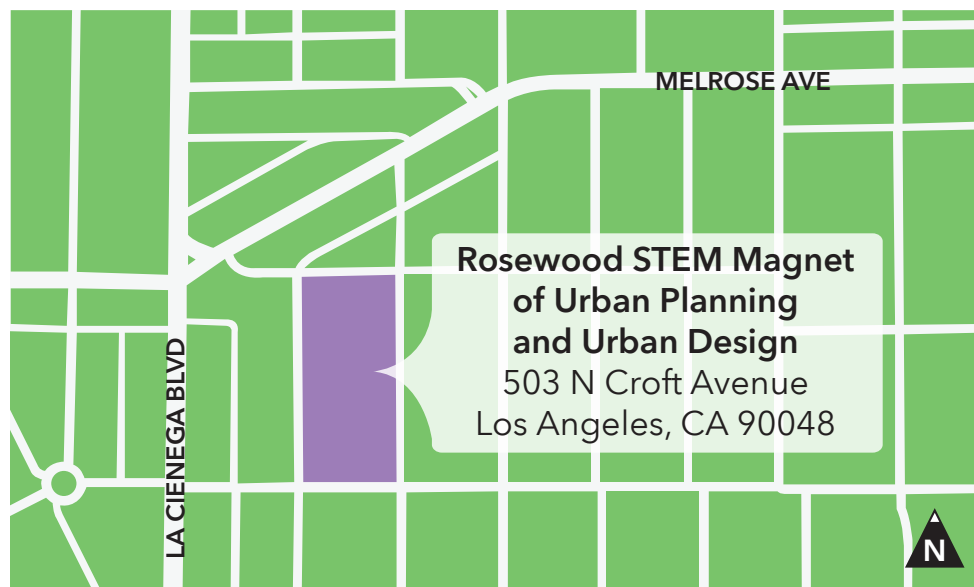 MELROSE AVE
Rosewood STEM Magnet
of Urban Planning
and Urban Design
503 N Croft Avenue
Los Angeles, CA 90048
LA CIENEGA BLVD
N